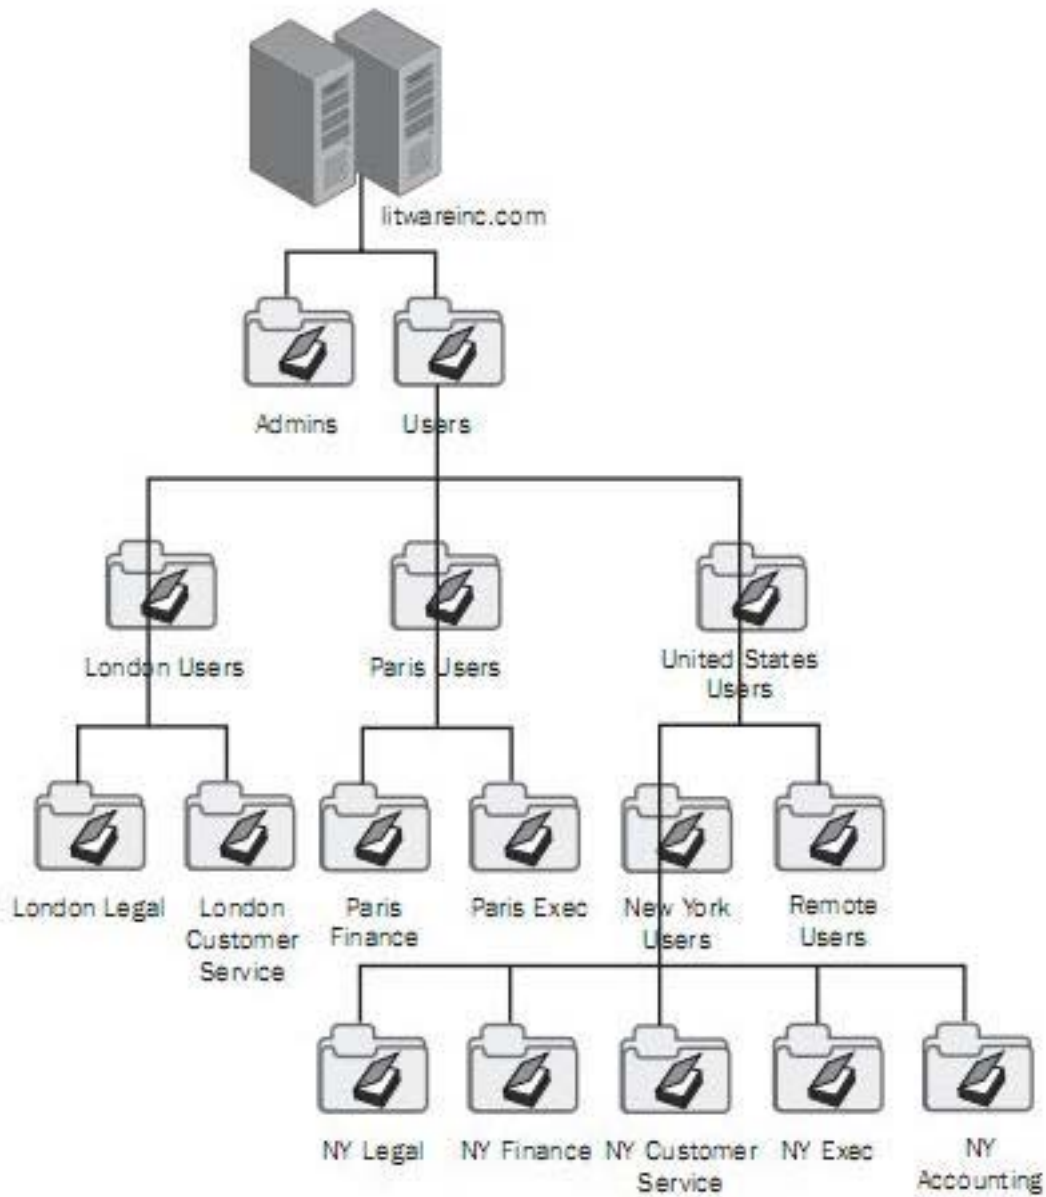 litwareinc.com
Admins
Users
London Users
Paris Users
United States
Users
London Legal
London
Customer
Service
Paris
Finance
Paris Exec
New York
Users
Remote
Users
NY Legal
NY Finance
NY Customer
Service
NY Exec
NY
Accounting